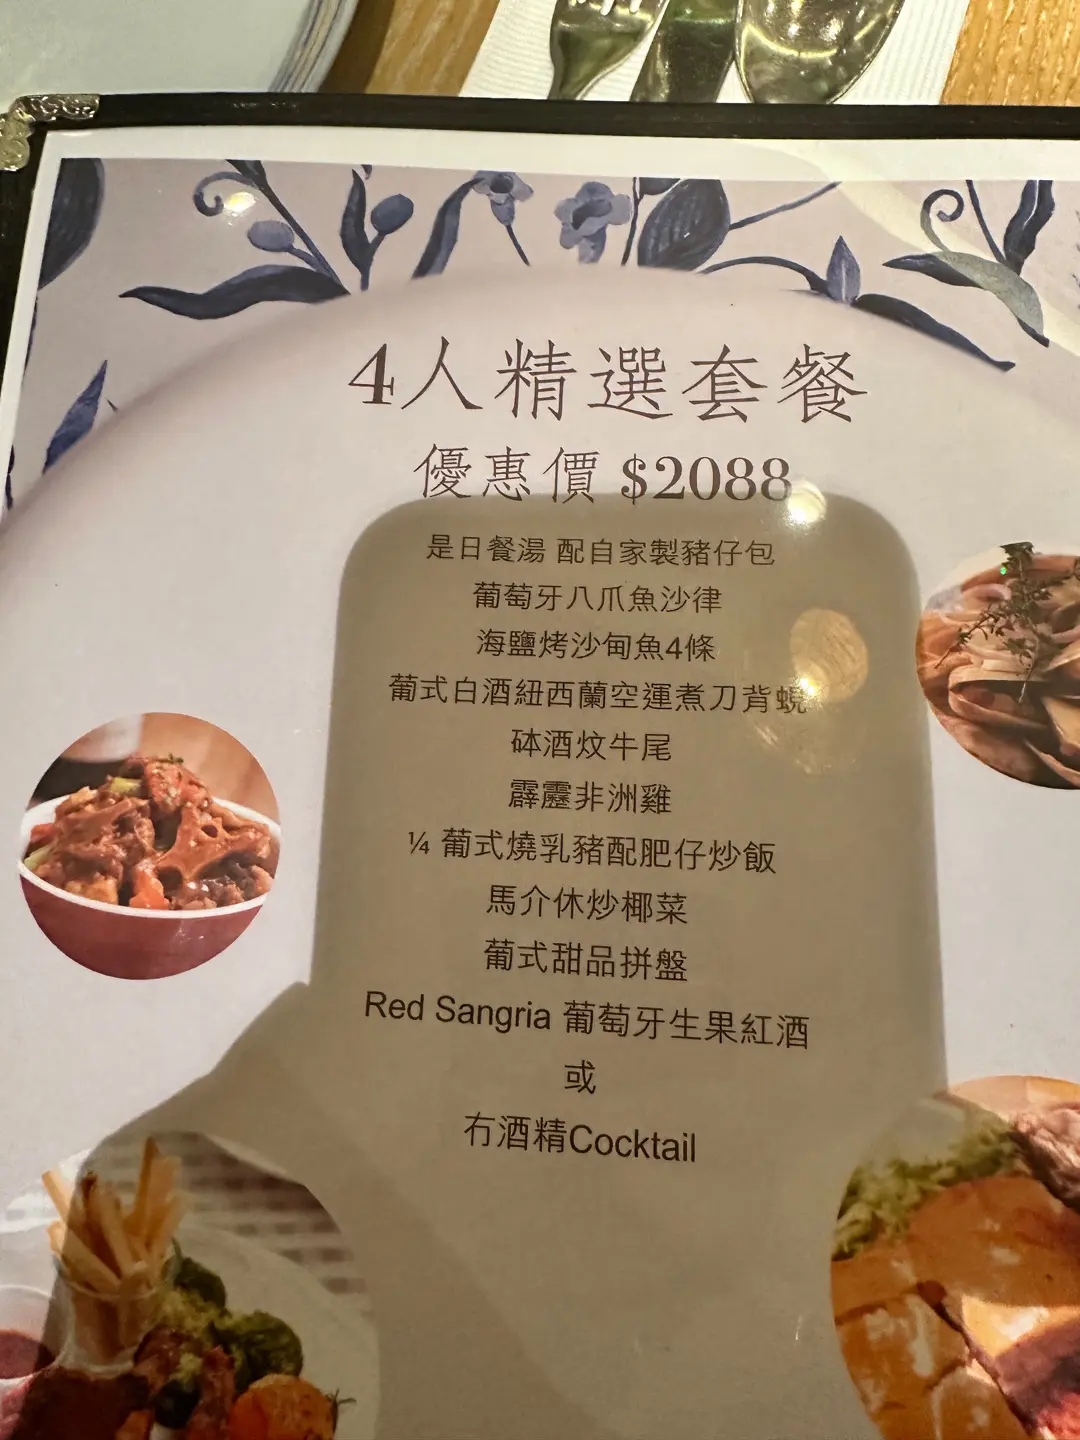 4人精選套餐
優惠價 $2088
是日餐湯 配自家製豬仔包
葡萄牙八爪魚沙律
海鹽烤沙甸魚4條
葡式白酒紐西蘭空運煮刀背蜆
砵酒炆牛尾
霹靂非洲雞
¼ 葡式燒乳豬配肥仔炒飯
馬介休炒椰菜
葡式甜品拼盤
Red Sangria 葡萄牙生果紅酒
或
冇酒精Cocktail